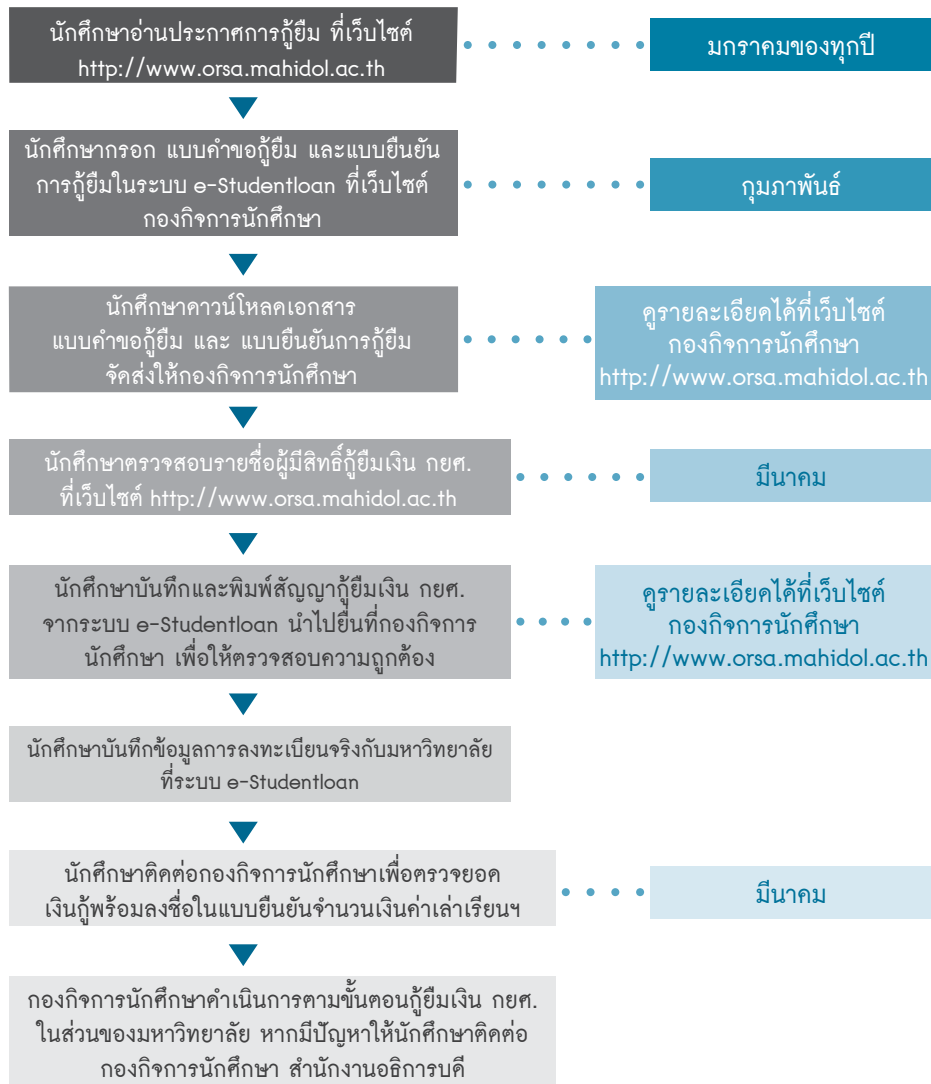 นักศึกษาอ่านประกาศการกู้ยืม ที่เว็บไซต์
http://www.orsa.mahidol.ac.th
มกราคมของทุกปี
นักศึกษากรอก แบบคำขอกู้ยืม และแบบยืนยัน
การกู้ยืมในระบบ e-Studentloan ที่เว็บไซต์
กองกิจการนักศึกษา
กุมภาพันธ์
นักศึกษาดาวน์โหลดเอกสาร
แบบคำขอกู้ยืม และ แบบยืนยันการกู้ยืม
จัดส่งให้กองกิจการนักศึกษา
ดูรายละเอียดได้ที่เว็บไซต์
กองกิจการนักศึกษา
http://www.orsa.mahidol.ac.th
นักศึกษาตรวจสอบรายชื่อผู้มีสิทธิ์กู้ยืมเงิน กยศ.
ที่เว็บไซต์ http://www.orsa.mahidol.ac.th
มีนาคม
นักศึกษาบันทึกและพิมพ์สัญญากู้ยืมเงิน กยศ.
จากระบบ e-Studentloan นำไปยื่นที่กองกิจการ
นักศึกษา เพื่อให้ตรวจสอบความถูกต้อง
ดูรายละเอียดได้ที่เว็บไซต์
กองกิจการนักศึกษา
http://www.orsa.mahidol.ac.th
นักศึกษาบันทึกข้อมูลการลงทะเบียนจริงกับมหาวิทยาลัย
ที่ระบบ e-Studentloan
นักศึกษาติดต่อกองกิจการนักศึกษาเพื่อตรวจยอด
เงินกู้พร้อมลงชื่อในแบบยืนยันจำนวนเงินค่าเล่าเรียนฯ
มีนาคม
กองกิจการนักศึกษาดำเนินการตามขั้นตอนกู้ยืมเงิน กยศ.
ในส่วนของมหาวิทยาลัย หากมีปัญหาให้นักศึกษาติดต่อ
กองกิจการนักศึกษา สำนักงานอธิการบดี